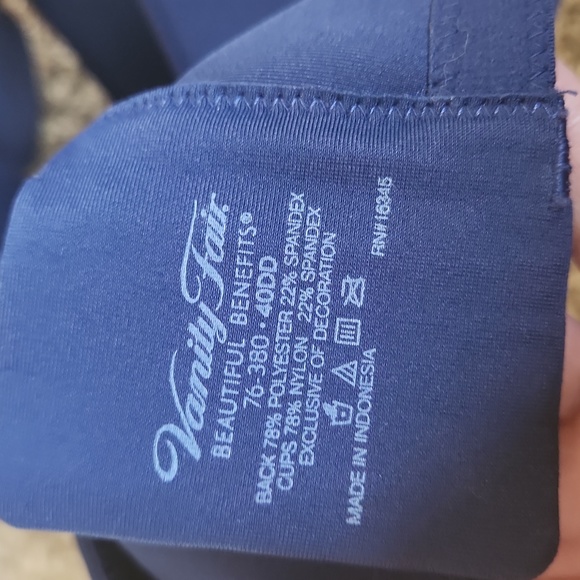 Vanity Fair®
BEAUTIFUL BENEFITS®
76-380 • 40DD
BACK 78% POLYESTER 22% SPANDEX
CUPS 78% NYLON 22% SPANDEX
EXCLUSIVE OF DECORATION
MADE IN INDONESIA
RN#16345